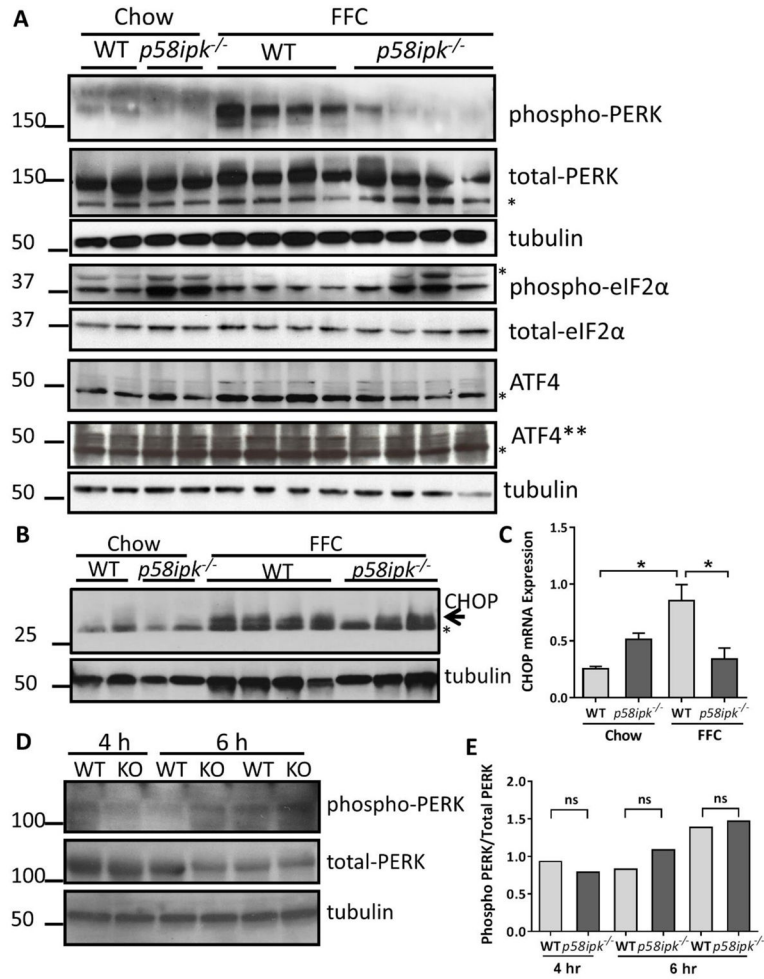 A
Chow FFC
WT p58ipk-/- WT p58ipk-/-
150 phospho-PERK
150 total-PERK
*
50 tubulin
37 *
phospho-eIF2α
37 total-eIF2α
50 ATF4
*
50 ATF4**
*
50 tubulin
B
Chow FFC
WT p58ipk-/- WT p58ipk-/-
CHOP
25 *
50 tubulin
C
CHOP mRNA Expression
1.5
1.0
0.5
0.0
* *
WT p58ipk-/- WT p58ipk-/-
Chow FFC
D
4 h 6 h
WT KO WT KO WT KO
100 phospho-PERK
100 total-PERK
50 tubulin
E
Phospho PERK/Total PERK
2.0
1.5
1.0
0.5
0.0
ns ns ns
WT p58ipk-/- WT p58ipk-/- WT p58ipk-/-
4 hr 6 hr